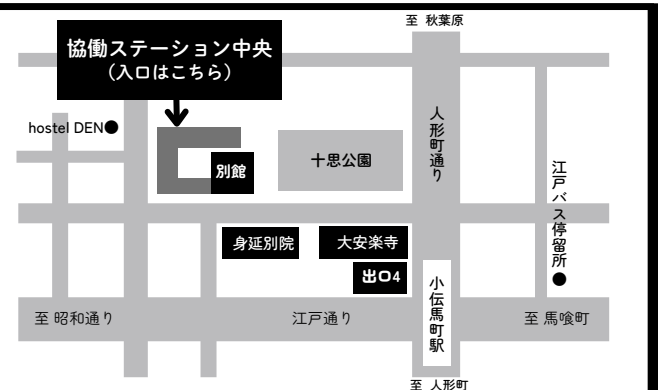 至 秋葉原
協働ステーション中央
（入口はこちら）
hostel DEN●
別館
十思公園
人形町通り
江戸バス停留所●
身延別院
大安楽寺
出口4
小伝馬町駅
至 昭和通り
江戸通り
至 馬喰町
至 人形町